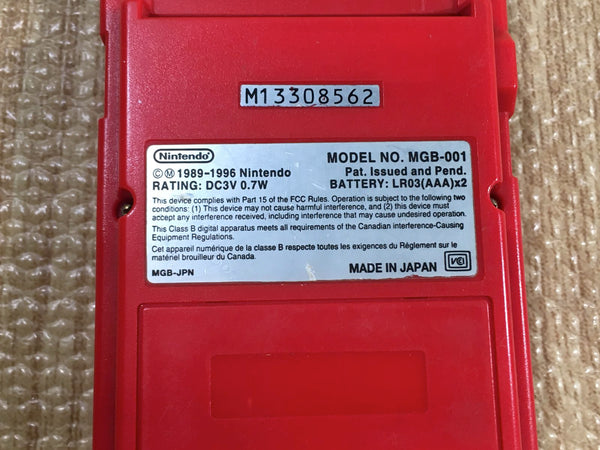 M13308562
Nintendo
MODEL NO. MGB-001
©Ⓜ 1989-1996 Nintendo
Pat. Issued and Pend.
RATING: DC3V 0.7W
BATTERY: LR03(AAA)x2
This device complies with Part 15 of the FCC Rules. Operation is subject to the following two
conditions: (1) This device may not cause harmful interference, and (2) this device must
accept any interference received, including interference that may cause undesired operation.
This Class B digital apparatus meets all requirements of the Canadian interference-Causing
Equipment Regulations.
Cet appareil numérique de la classe B respecte toutes les exigences du Réglement sur le
matériel brouilleur du Canada.
MGB-JPN
MADE IN JAPAN
VCI